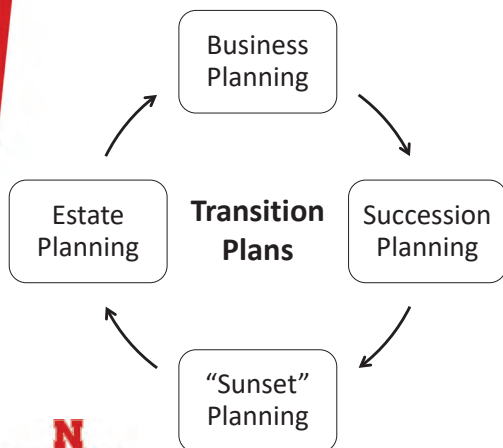 Business
Planning
Estate
Planning
Transition
Plans
Succession
Planning
“Sunset”
Planning
N